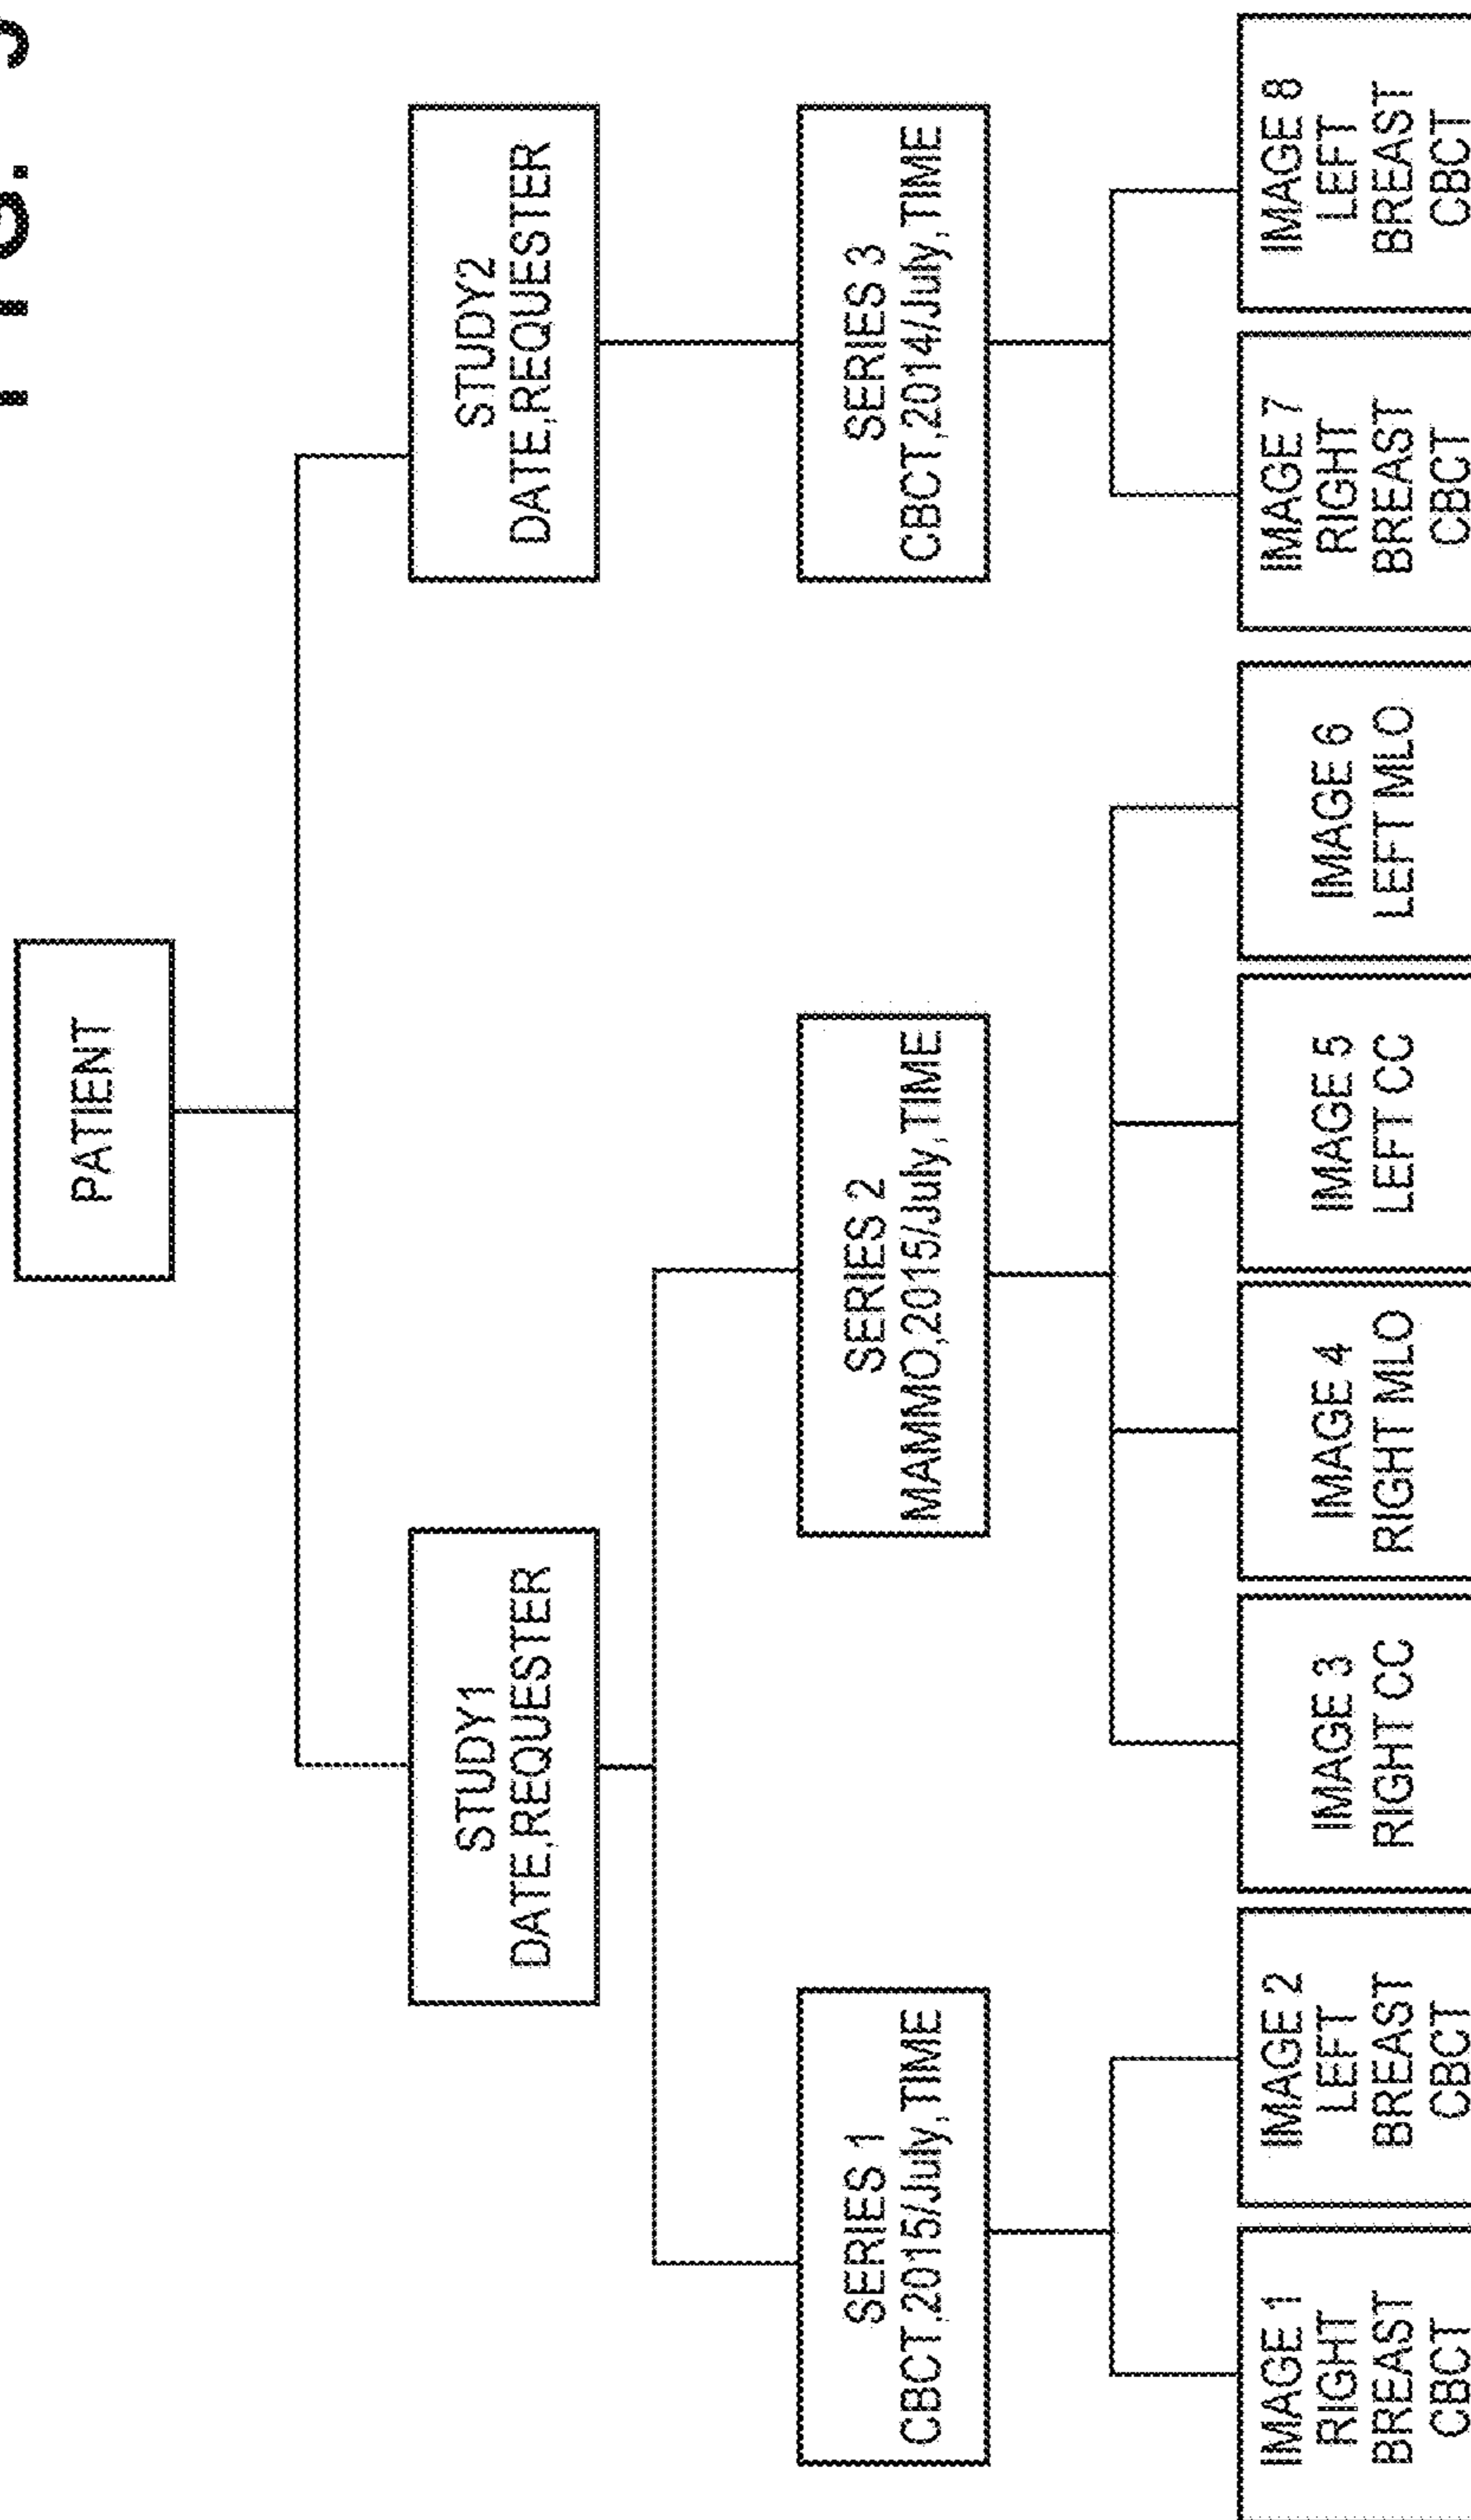 FIG.
PATIENT
STUDY1
DATE,REQUESTER
STUDY2
DATE,REQUESTER
SERIES 1
CBCT,2015/July,TIME
SERIES 2
MAMMO,2015/July,TIME
SERIES 3
CBCT,2014/July,TIME
IMAGE 1
RIGHT
BREAST
CBCT
IMAGE 2
LEFT
BREAST
CBCT
IMAGE 3
RIGHT CC
IMAGE 4
RIGHT MLO
IMAGE 5
LEFT CC
IMAGE 6
LEFT MLO
IMAGE 7
RIGHT
BREAST
CBCT
IMAGE 8
LEFT
BREAST
CBCT